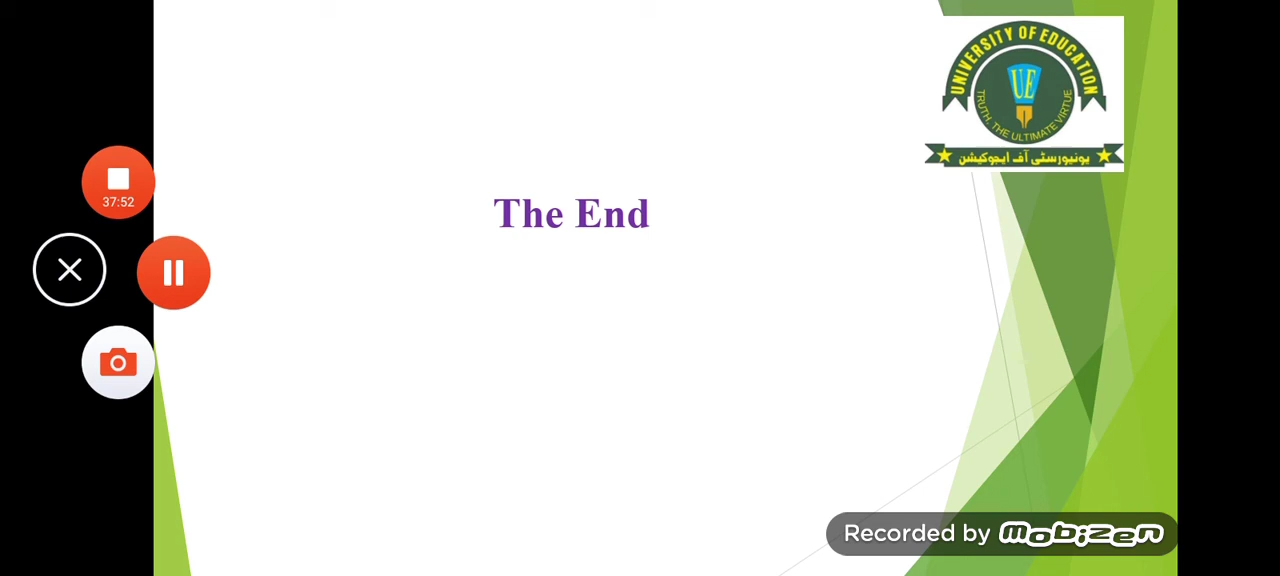 UNIVERSITY OF EDUCATION
UE
TRUTH, THE ULTIMATE VIRTUE
یونیورسٹی آف ایجوکیشن
37:52
The End
Recorded by mobizen